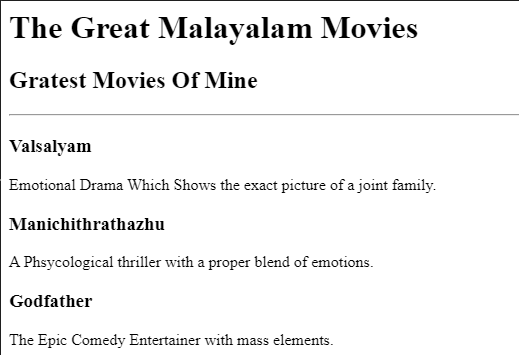 The Great Malayalam Movies
Gratest Movies Of Mine
Valsalyam
Emotional Drama Which Shows the exact picture of a joint family.
Manichithrathazhu
A Phsycological thriller with a proper blend of emotions.
Godfather
The Epic Comedy Entertainer with mass elements.